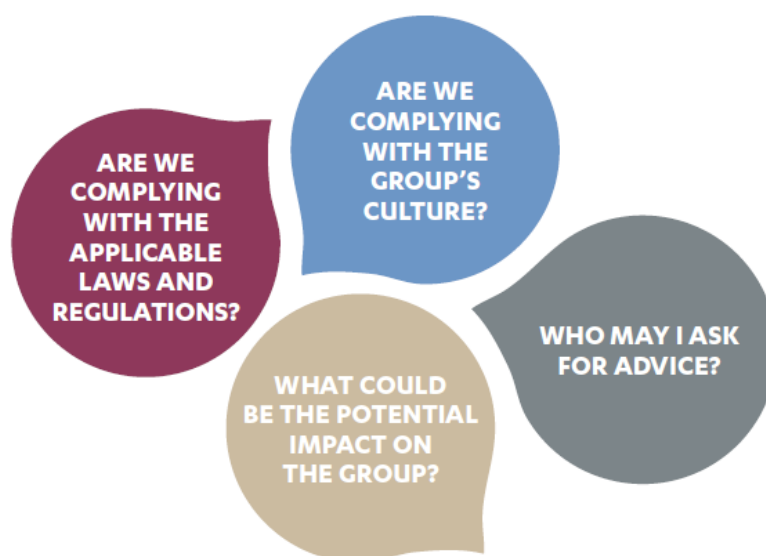 ARE WE
COMPLYING
WITH THE
APPLICABLE
LAWS AND
REGULATIONS?
ARE WE
COMPLYING
WITH THE
GROUP'S
CULTURE?
WHAT COULD
BE THE POTENTIAL
IMPACT ON
THE GROUP?
WHO MAY I ASK
FOR ADVICE?